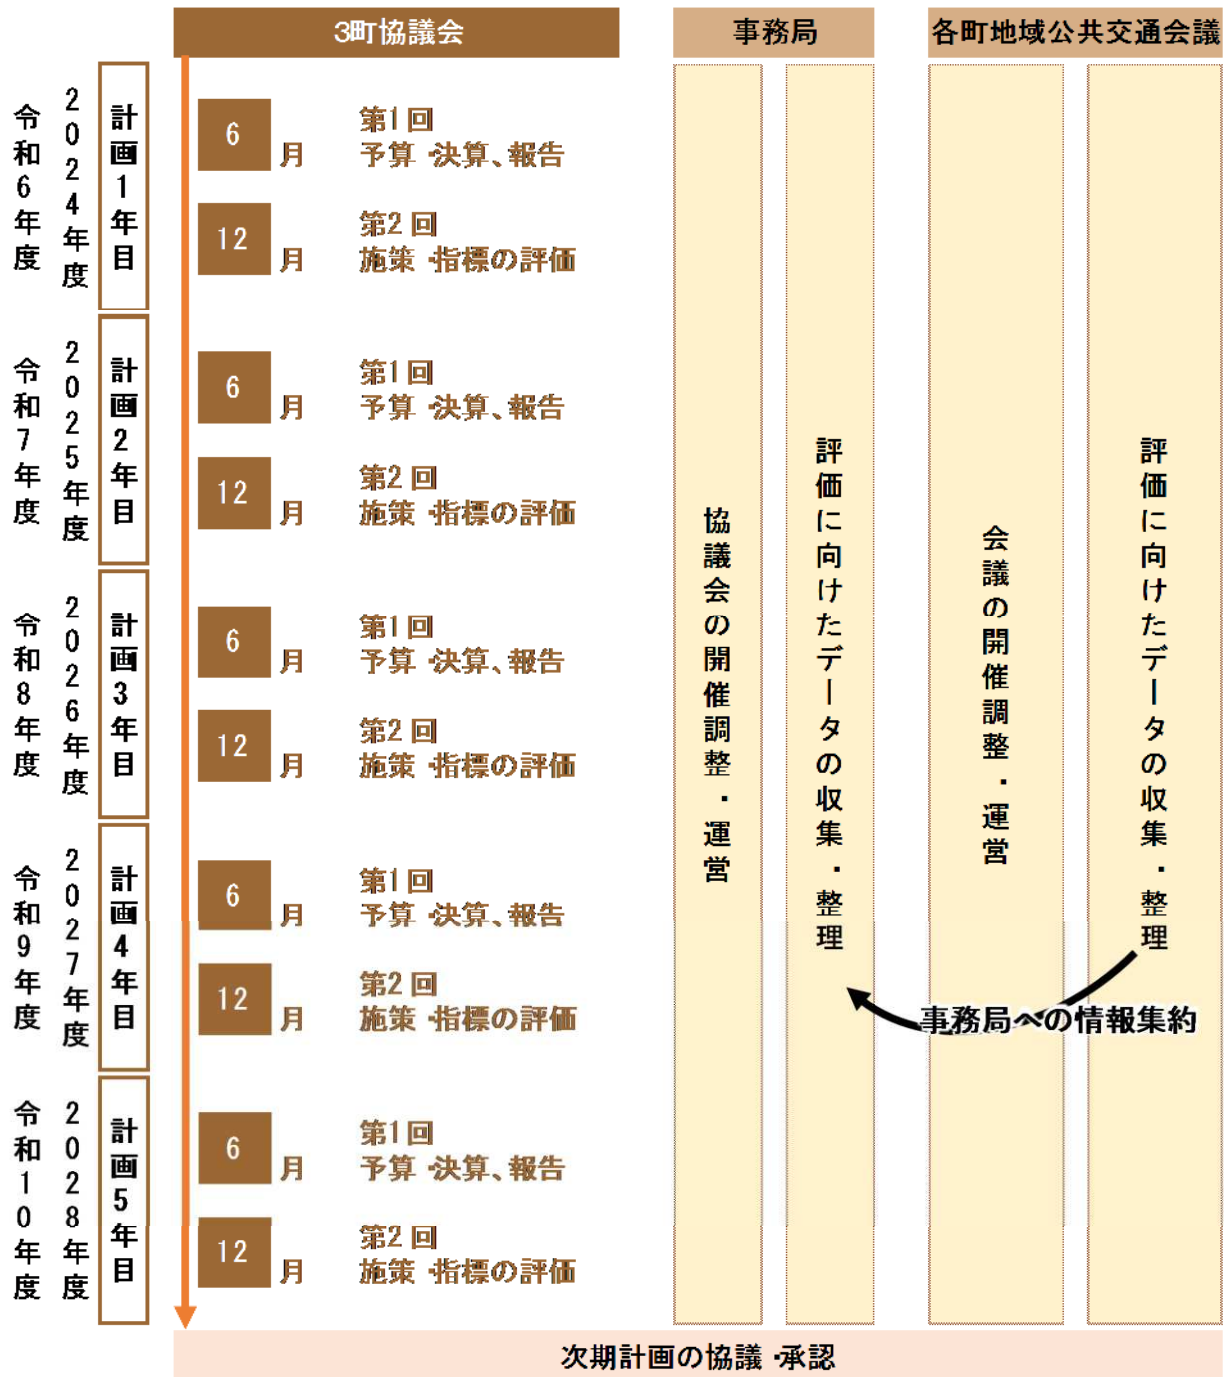 3町協議会
事務局
各町地域公共交通会議
令和6年度
2024年度
計画1年目
6月
第1回
予算・決算、報告
12月
第2回
施策・指標の評価
令和7年度
2025年度
計画2年目
6月
第1回
予算・決算、報告
12月
第2回
施策・指標の評価
令和8年度
2026年度
計画3年目
6月
第1回
予算・決算、報告
12月
第2回
施策・指標の評価
令和9年度
2027年度
計画4年目
6月
第1回
予算・決算、報告
12月
第2回
施策・指標の評価
令和10年度
2028年度
計画5年目
6月
第1回
予算・決算、報告
12月
第2回
施策・指標の評価
協議会の開催調整・運営
評価に向けたデータの収集・整理
会議の開催調整・運営
評価に向けたデータの収集・整理
事務局への情報集約
次期計画の協議・承認